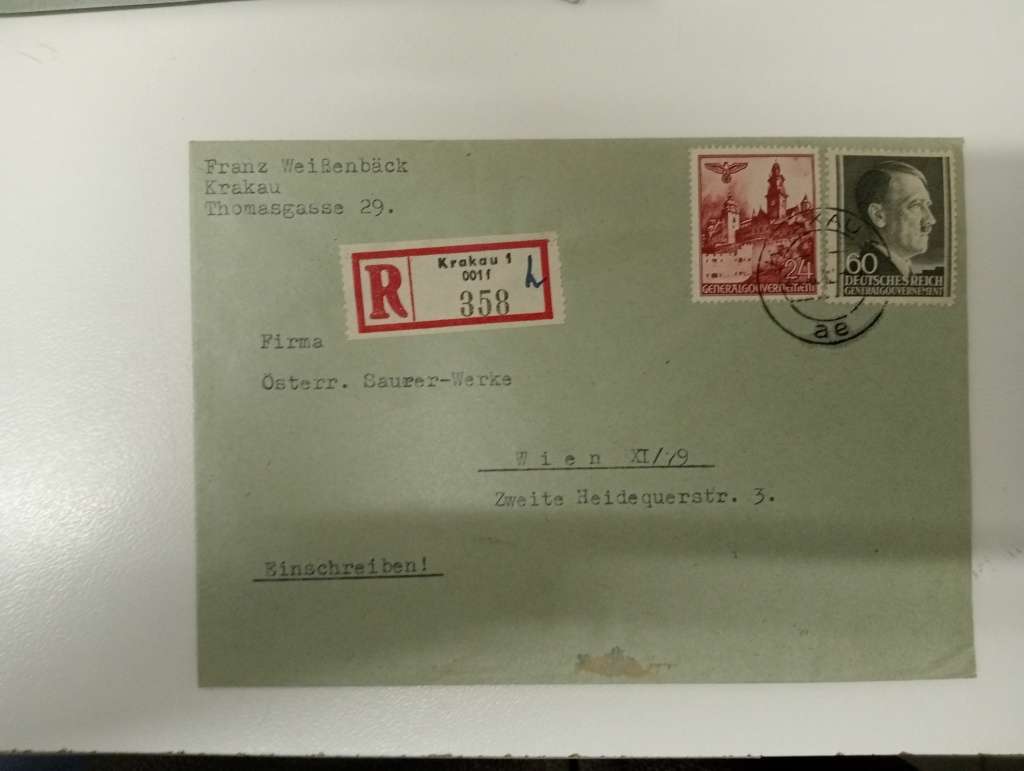 Franz Weißenbäck
Krakau
Thomasgasse 29.
24
GENERALGOUVERNEMENT
60
DEUTSCHES REICH
GENERALGOUVERNEMENT
ae
R
Krakau 1
001f
358
Firma
Österr. Saurer-Werke
Wien XI/79
Zweite Heidequerstr. 3.
Einschreiben!